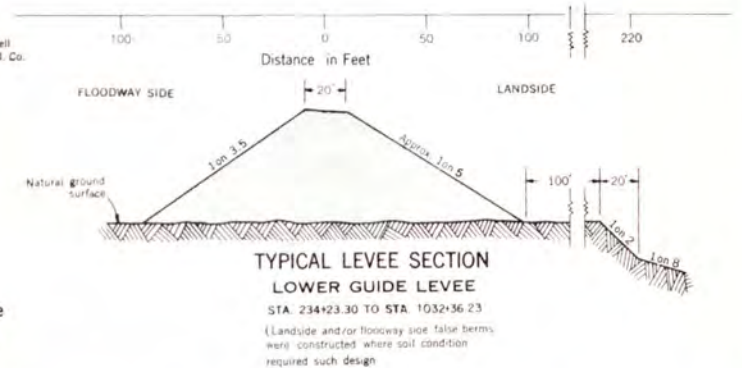 100' 50 0 50 100 220
ell
l. Co.
Distance in Feet
FLOODWAY SIDE
20'
LANDSIDE
1 on 3.5
Approx. 1 on 5
Natural ground
surface
100' 20'
1 on 2
1 on 8
TYPICAL LEVEE SECTION
LOWER GUIDE LEVEE
STA. 234+23.30 TO STA. 1032+36.23
(Landside and/or floodway side false berms
were constructed where soil condition
required such design
e